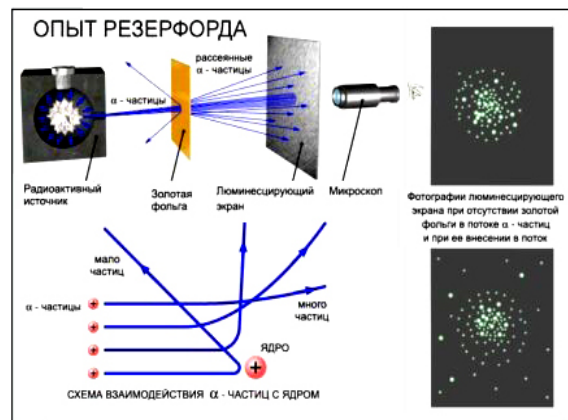 ОПЫТ РЕЗЕРФОРДА
рассеянные
α - частицы
α - частицы
Радиоактивный
источник
Золотая
фольга
Люминесцирующий
экран
Микроскоп
Фотографии люминесцирующего
экрана при отсутствии золотой
фольги в потоке α - частиц
и при ее внесении в поток
мало
частиц
α - частицы
много
частиц
+
+
+
+
ЯДРО
+
СХЕМА ВЗАИМОДЕЙСТВИЯ α - ЧАСТИЦ С ЯДРОМ